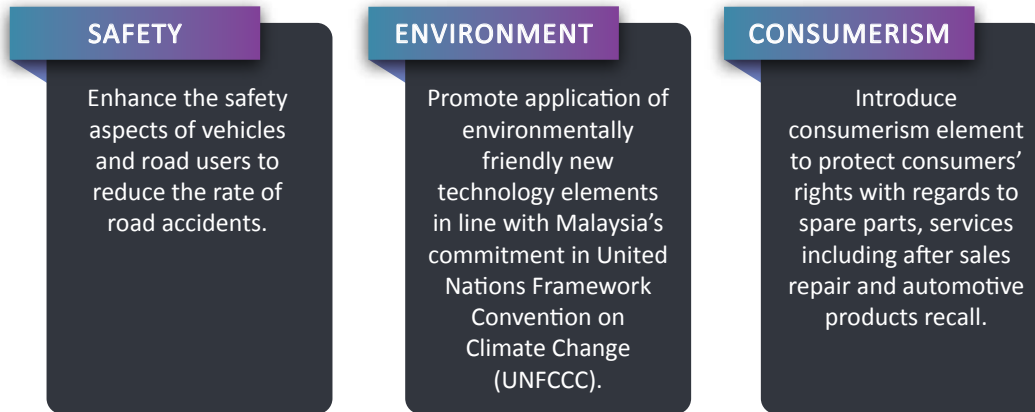 SAFETY
Enhance the safety
aspects of vehicles
and road users to
reduce the rate of
road accidents.
ENVIRONMENT
Promote application of
environmentally
friendly new
technology elements
in line with Malaysia’s
commitment in United
Nations Framework
Convention on
Climate Change
(UNFCCC).
CONSUMERISM
Introduce
consumerism element
to protect consumers’
rights with regards to
spare parts, services
including after sales
repair and automotive
products recall.